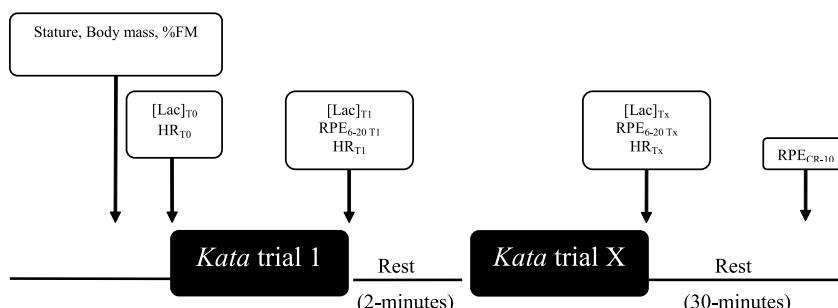 Stature, Body mass, %FM
[Lac]T0
HRT0
[Lac]T1
RPE6-20 T1
HRT1
[Lac]Tx
RPE6-20 Tx
HRTx
RPECR-10
Kata trial 1
Rest
(2-minutes)
Kata trial X
Rest
(30-minutes)